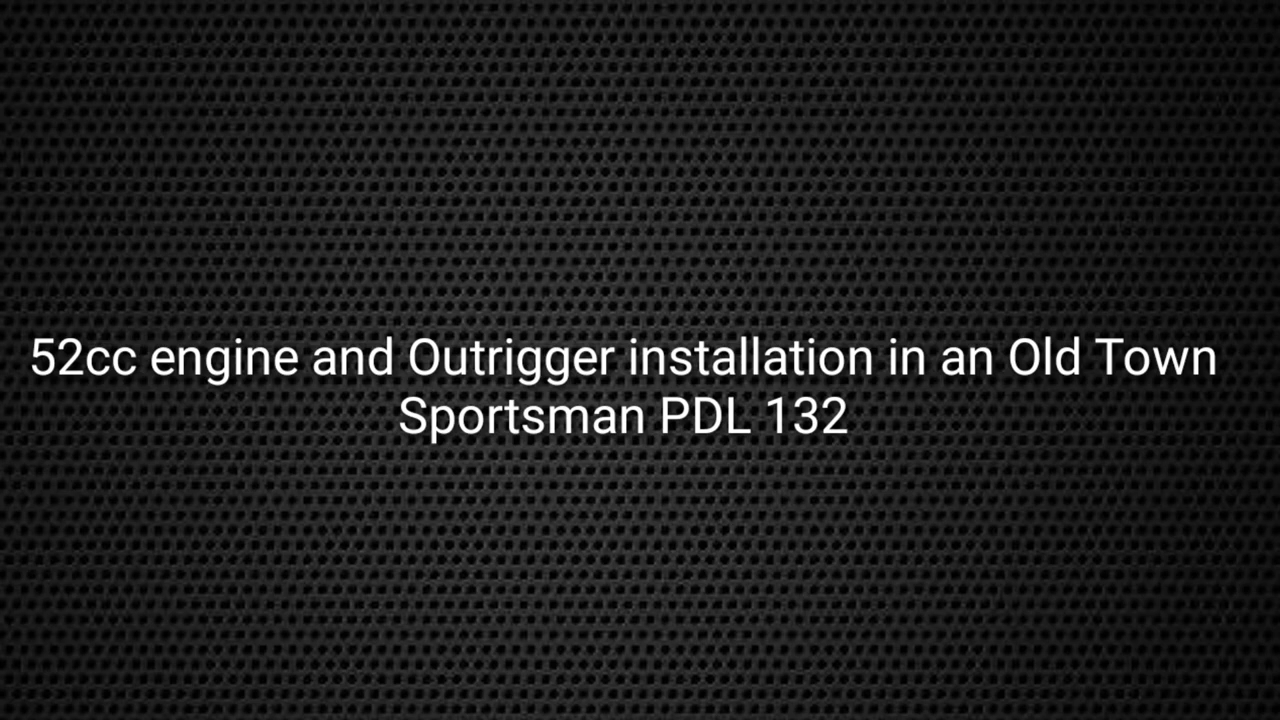 52cc engine and Outrigger installation in an Old Town
Sportsman PDL 132